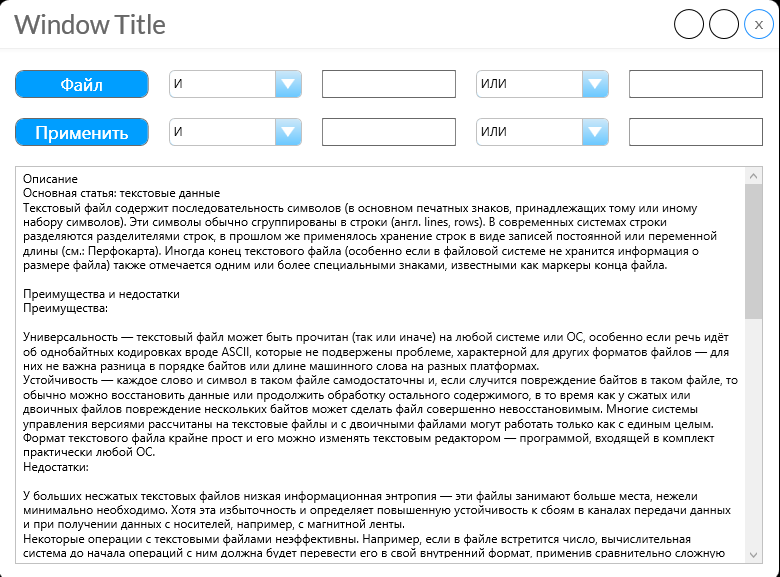 Window Title
x
Файл
И
ИЛИ
Применить
И
ИЛИ
Описание
Основная статья: текстовые данные
Текстовый файл содержит последовательность символов (в основном печатных знаков, принадлежащих тому или иному
набору символов). Эти символы обычно сгруппированы в строки (англ. lines, rows). В современных системах строки
разделяются разделителями строк, в прошлом же применялось хранение строк в виде записей постоянной или переменной
длины (см.: Перфокарта). Иногда конец текстового файла (особенно если в файловой системе не хранится информация о
размере файла) также отмечается одним или более специальными знаками, известными как маркеры конца файла.
Преимущества и недостатки
Преимущества:
Универсальность — текстовый файл может быть прочитан (так или иначе) на любой системе или ОС, особенно если речь идёт
об однобайтных кодировках вроде ASCII, которые не подвержены проблеме, характерной для других форматов файлов — для
них не важна разница в порядке байтов или длине машинного слова на разных платформах.
Устойчивость — каждое слово и символ в таком файле самодостаточны и, если случится повреждение байтов в таком файле, то
обычно можно восстановить данные или продолжить обработку остального содержимого, в то время как у сжатых или
двоичных файлов повреждение нескольких байтов может сделать файл совершенно невосстановимым. Многие системы
управления версиями рассчитаны на текстовые файлы и с двоичными файлами могут работать только как с единым целым.
Формат текстового файла крайне прост и его можно изменять текстовым редактором — программой, входящей в комплект
практически любой ОС.
Недостатки:
У больших несжатых текстовых файлов низкая информационная энтропия — эти файлы занимают больше места, нежели
минимально необходимо. Хотя эта избыточность и определяет повышенную устойчивость к сбоям в каналах передачи данных
и при получении данных с носителей, например, с магнитной ленты.
Некоторые операции с текстовыми файлами неэффективны. Например, если в файле встретится число, вычислительная
система до начала операций с ним должна будет перевести его в свой внутренний формат, применив сравнительно сложную